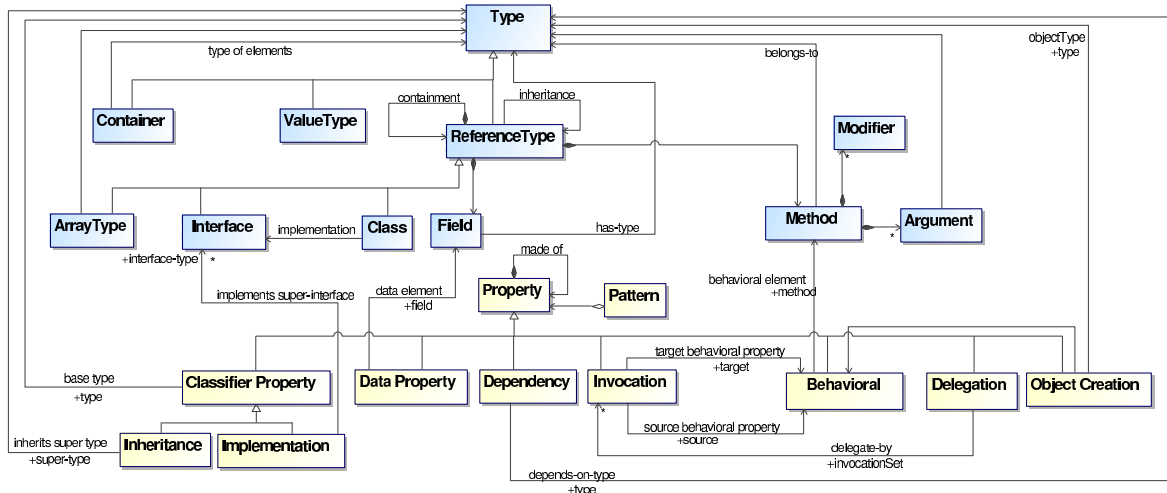 Type
objectType
+type
type of elements
belongs-to
containment
inheritance
Container
ValueType
ReferenceType
Modifier
*
ArrayType
Interface
implementation
Class
Field
has-type
Method
*
Argument
+interface-type
*
made of
behavioral element
+method
Property
Pattern
implements super-interface
data element
+field
target behavioral property
+target
base type
+type
Classifier Property
Data Property
Dependency
Invocation
Behavioral
Delegation
Object Creation
*
source behavioral property
+source
inherits super type
+super-type
Inheritance
Implementation
delegate-by
+invocationSet
depends-on-type
+type